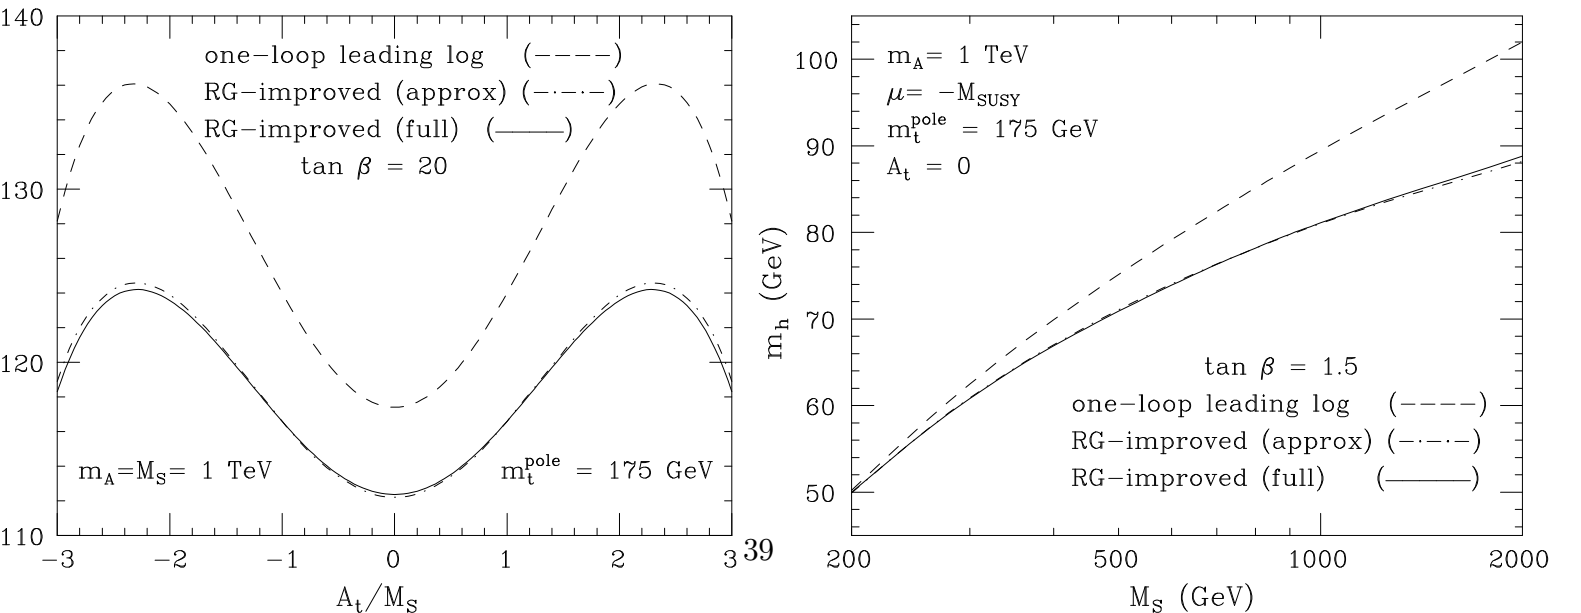 140
130
120
110
one-loop leading log (----)
RG-improved (approx) (-·-·-)
RG-improved (full) (———)
tan β = 20
m_A=M_S= 1 TeV
m_t^pole = 175 GeV
-3 -2 -1 0 1 2 3
A_t/M_S
39
m_h (GeV)
100
90
80
70
60
50
m_A= 1 TeV
μ= -M_SUSY
m_t^pole = 175 GeV
A_t = 0
tan β = 1.5
one-loop leading log (----)
RG-improved (approx) (-·-·-)
RG-improved (full) (———)
200 500 1000 2000
M_S (GeV)